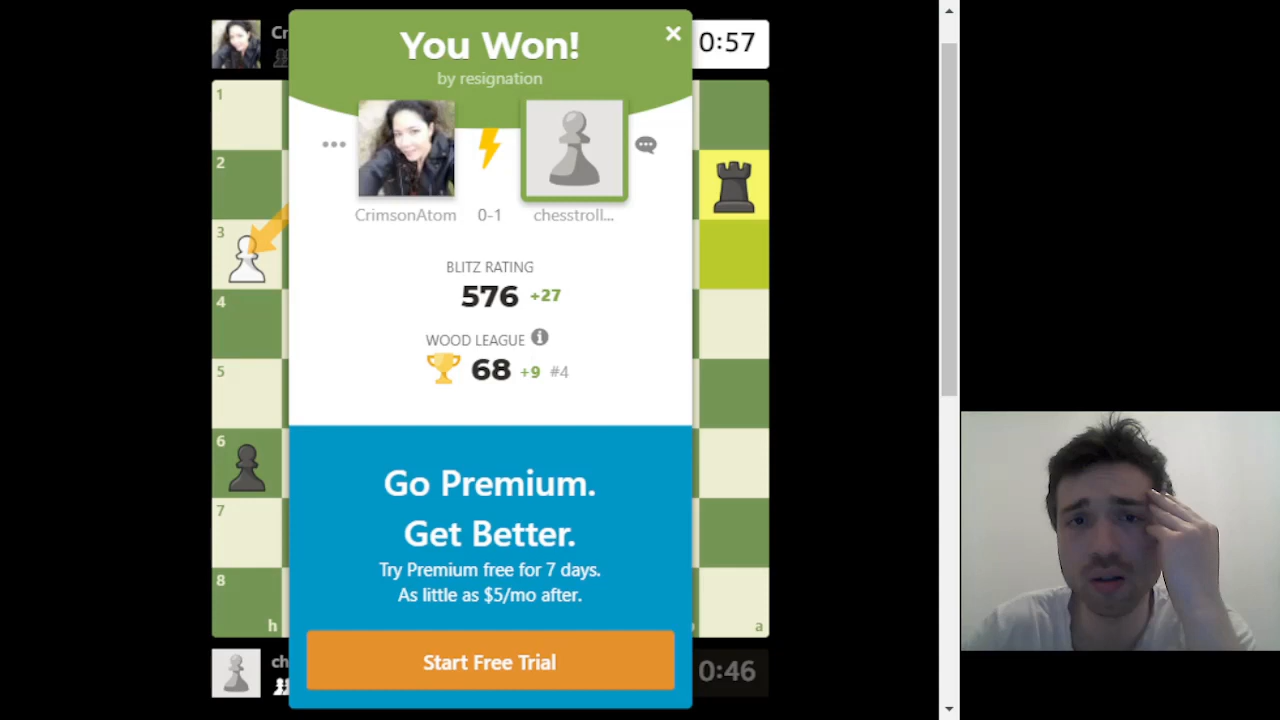 Cr
You Won!
by resignation
0:57
CrimsonAtom 0-1 chesstroll...
BLITZ RATING
576 +27
WOOD LEAGUE
68 +9 #4
1
2
3
4
5
6
7
8
h
a
Go Premium.
Get Better.
Try Premium free for 7 days.
As little as $5/mo after.
Start Free Trial
ch
0:46